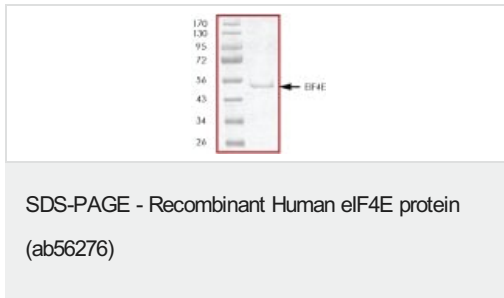 170
130
95
72
56
43
34
26
EIF4E
SDS-PAGE - Recombinant Human eIF4E protein
(ab56276)